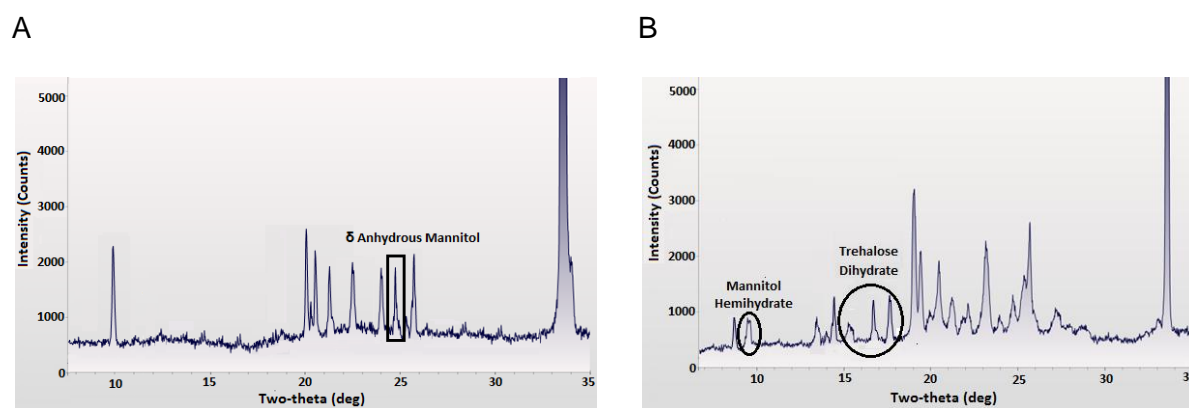 A
B
5000
4000
3000
2000
1000
0
Intensity (Counts)
δ Anhydrous Mannitol
10
15
20
25
30
35
Two-theta (deg)
5000
4000
3000
2000
1000
0
Intensity (Counts)
Mannitol
Hemihydrate
Trehalose
Dihydrate
10
15
20
25
30
3
Two-theta (deg)